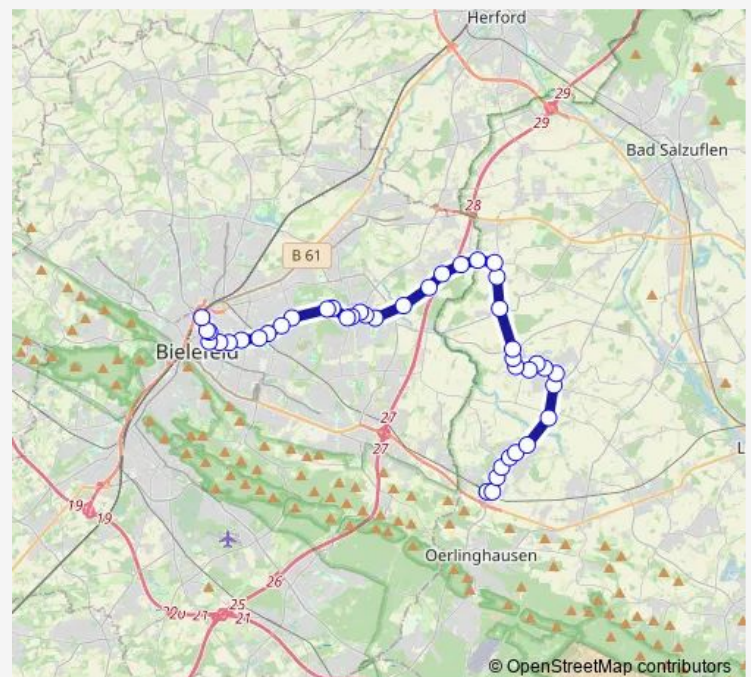 Herford
29
29
Bad Salzuflen
28
B 61
Bielefeld
27
27
L
19
19
Oerlinghausen
26
25
20
21
21
© OpenStreetMap contributors